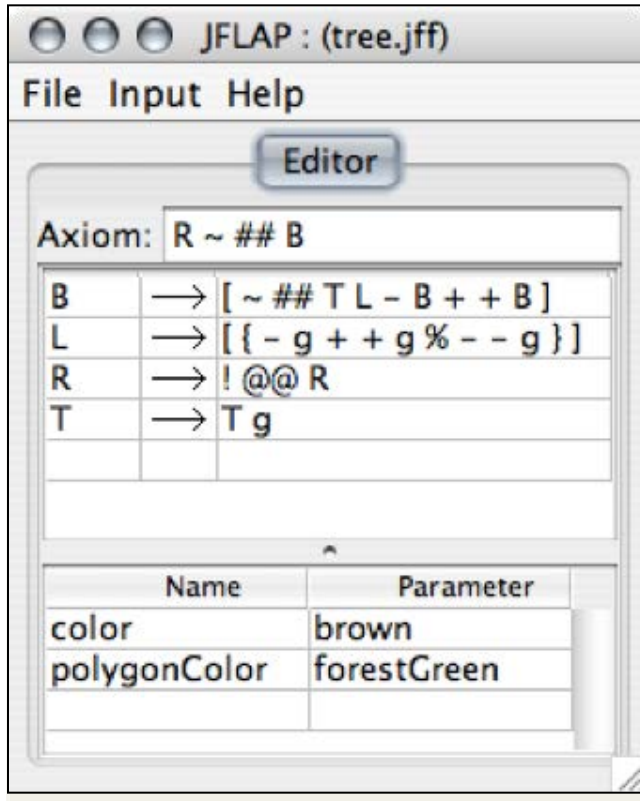 JFLAP : (tree.jff)
File Input Help
Editor
Axiom: R ~ ## B
B → [ ~ ## T L - B + + B ]
L → [ { - g + + g % - - g } ]
R → ! @@ R
T → T g
Name Parameter
color brown
polygonColor forestGreen